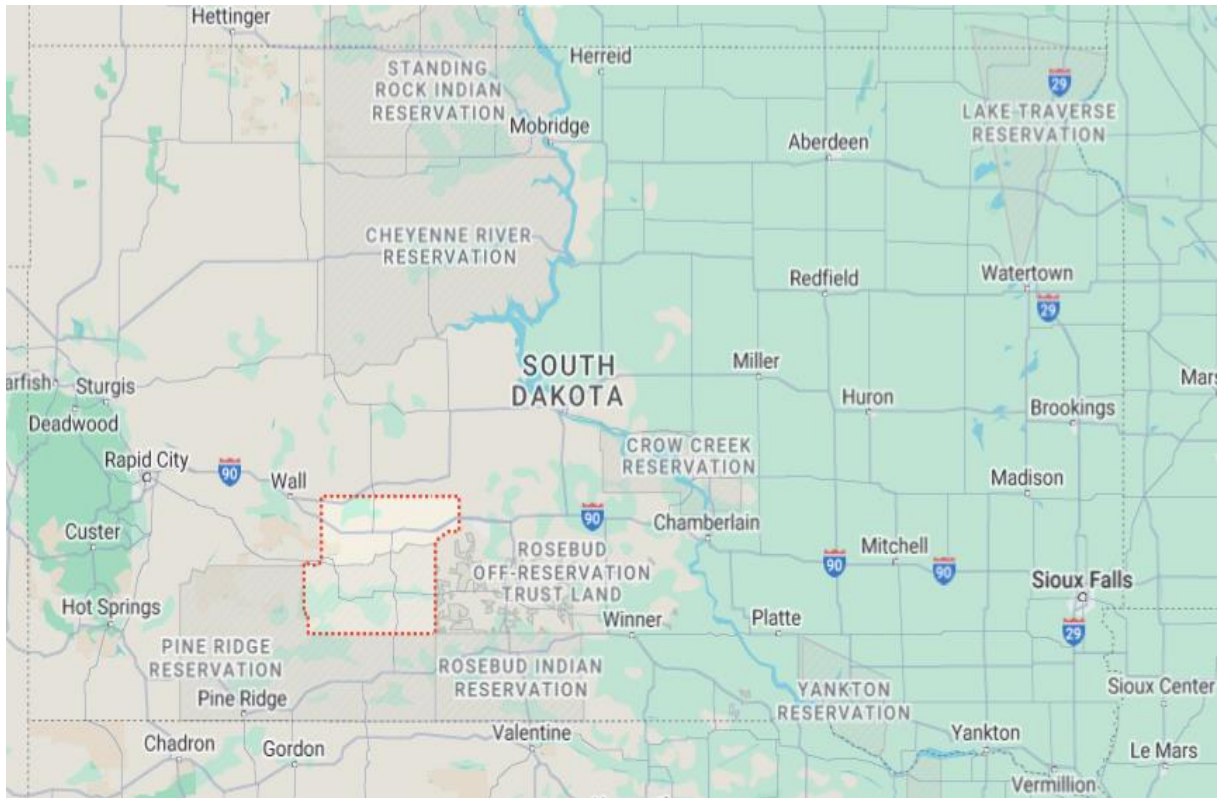 Hettinger
Herreid
STANDING
ROCK INDIAN
RESERVATION
29
LAKE TRAVERSE
RESERVATION
Mobridge
Aberdeen
CHEYENNE RIVER
RESERVATION
Redfield
Watertown
29
SOUTH
DAKOTA
Miller
arfish
Sturgis
Mars
Huron
Brookings
Deadwood
CROW CREEK
RESERVATION
Rapid City
90
Wall
Madison
90
Chamberlain
Custer
Mitchell
ROSEBUD
OFF-RESERVATION
TRUST LAND
90
90
Sioux Falls
Hot Springs
Winner
Platte
29
PINE RIDGE
RESERVATION
ROSEBUD INDIAN
RESERVATION
YANKTON
RESERVATION
Sioux Center
Pine Ridge
Valentine
Yankton
Chadron
Gordon
Le Mars
Vermillion